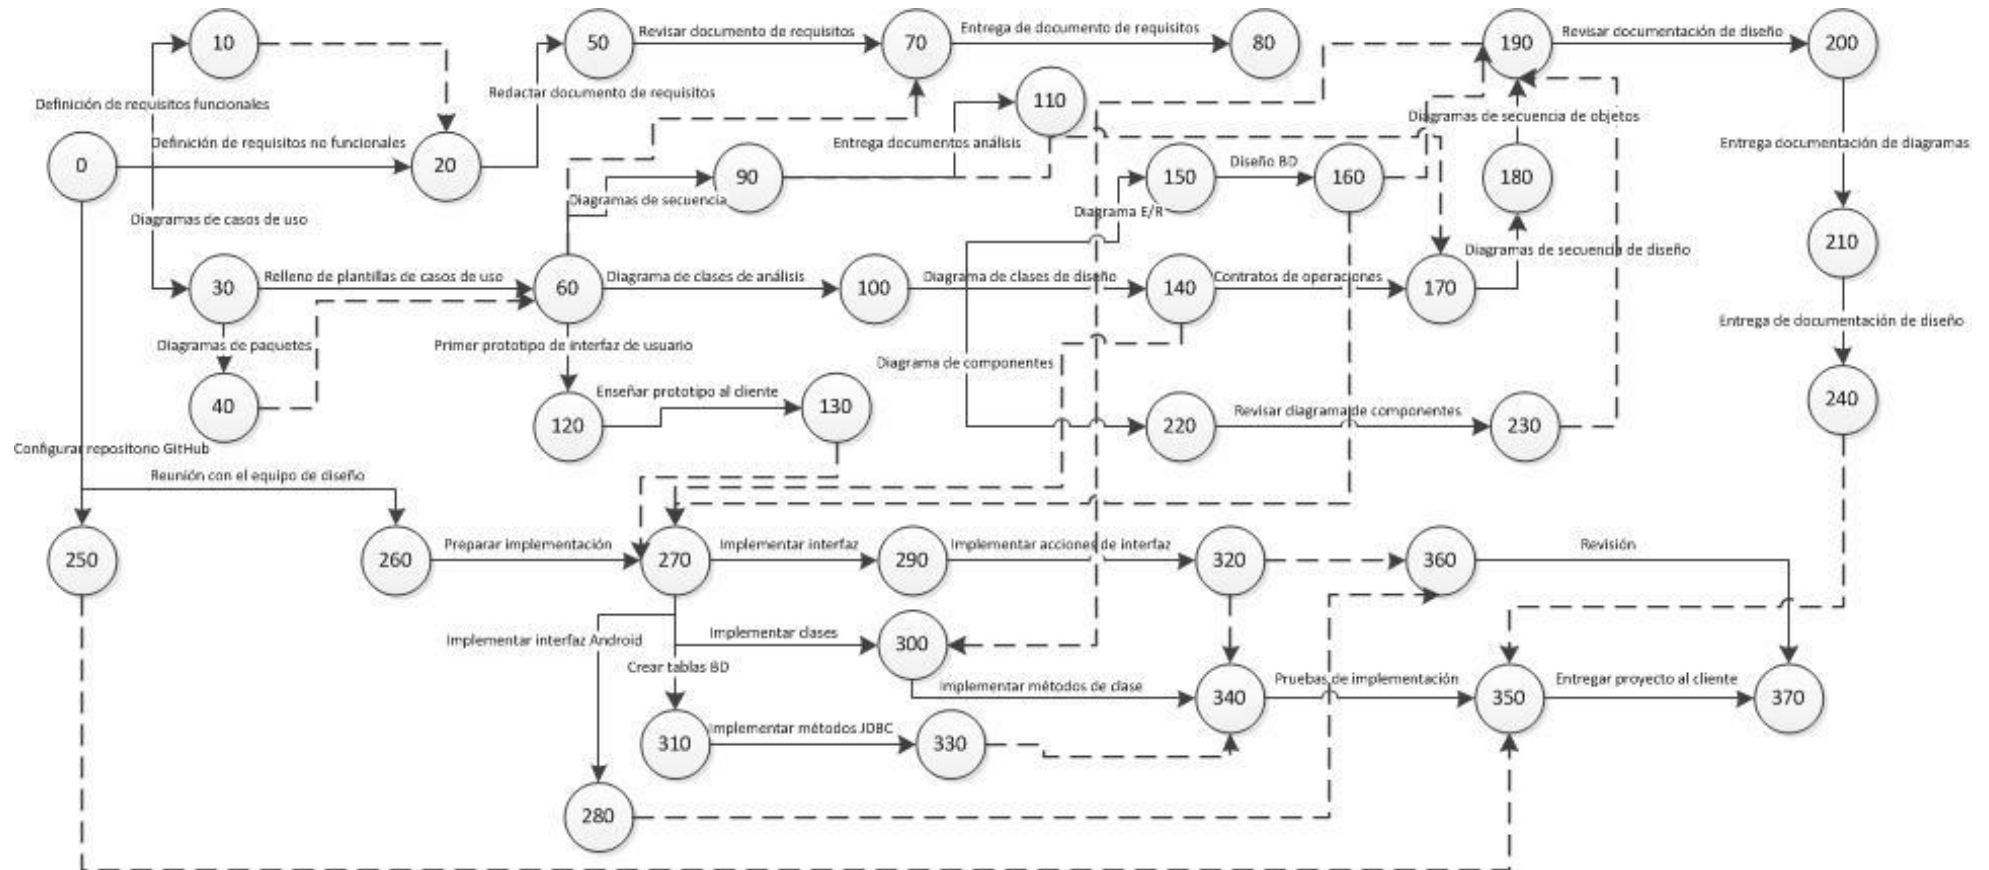 10
50
Revisar documento de requisitos
70
Entrega de documento de requisitos
80
190
Revisar documentación de diseño
200
Definición de requisitos funcionales
Redactar documento de requisitos
110
Diagramas de secuencia de objetos
0
Definición de requisitos no funcionales
20
Entrega documentos análisis
90
Diagramas de secuencia
150
Diseño BD
160
180
Entrega documentación de diagramas
Diagramas de casos de uso
Diagrama E/R
210
Diagramas de secuencia de diseño
30
Relleno de plantillas de casos de uso
60
Diagrama de clases de análisis
100
Diagrama de clases de diseño
140
Contratos de operaciones
170
Entrega de documentación de diseño
Diagramas de paquetes
Primer prototipo de interfaz de usuario
Diagrama de componentes
40
Enseñar prototipo al cliente
120
130
220
Revisar diagrama de componentes
230
240
Configurar repositorio GitHub
Reunión con el equipo de diseño
250
260
Preparar implementación
270
Implementar interfaz
290
Implementar acciones de interfaz
320
360
Revisión
Implementar interfaz Android
Implementar clases
300
Crear tablas BD
Implementar métodos de clase
340
Pruebas de implementación
350
Entregar proyecto al cliente
370
310
Implementar métodos JDBC
330
280